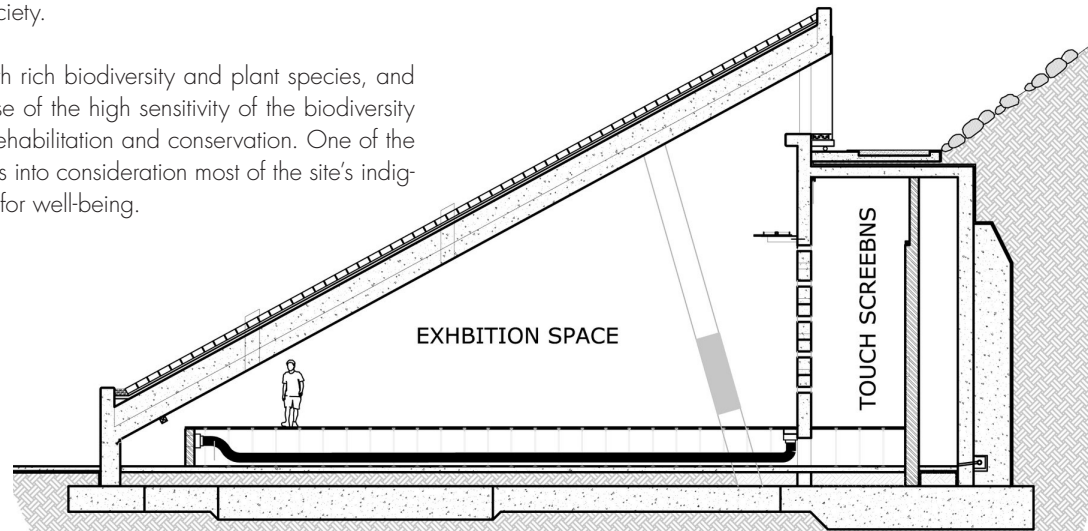 ciety.
h rich biodiversity and plant species, and
se of the high sensitivity of the biodiversity
ehabilitation and conservation. One of the
s into consideration most of the site's indig-
for well-being.
EXHBITION SPACE
TOUCH SCREEBNS